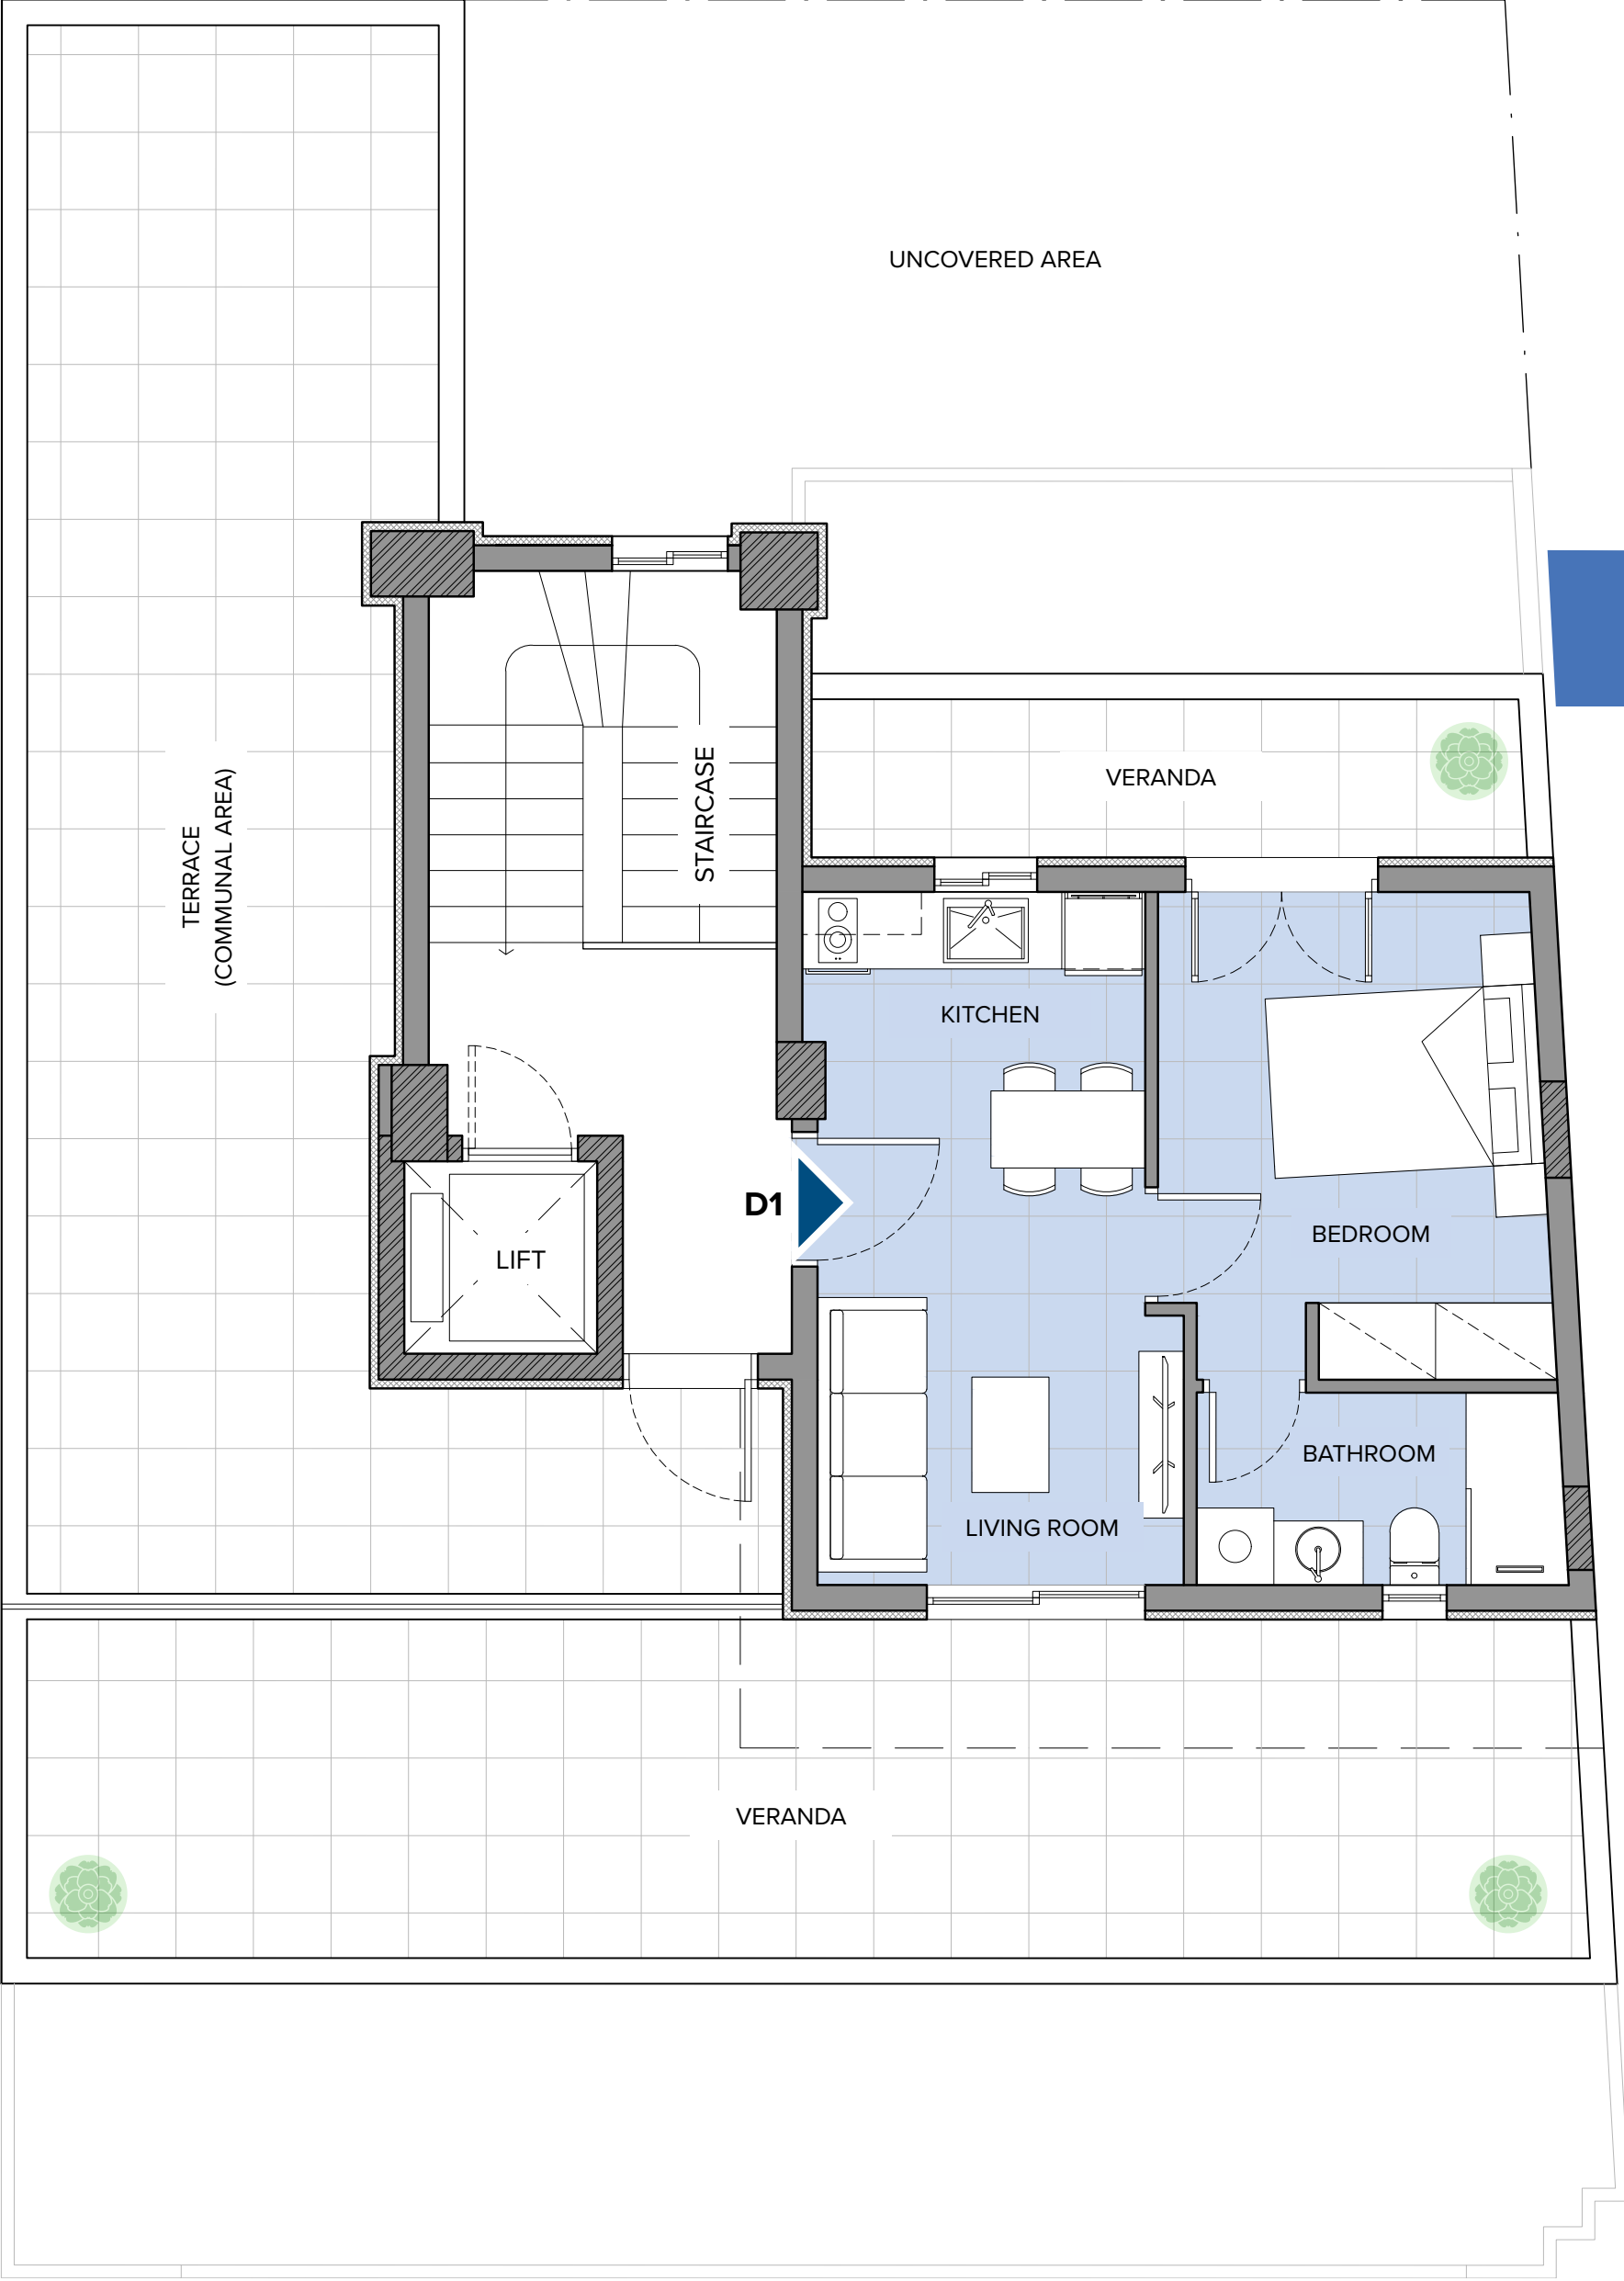 UNCOVERED AREA
VERANDA
STAIRCASE
TERRACE
(COMMUNAL AREA)
KITCHEN
D1
BEDROOM
LIFT
BATHROOM
LIVING ROOM
VERANDA